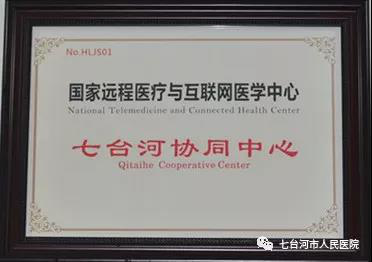 No.HLJS01
国家远程医疗与互联网医学中心
National Telemedicine and Connected Health Center
七台河协同中心
Qitaihe Cooperative Center
七台河市人民医院